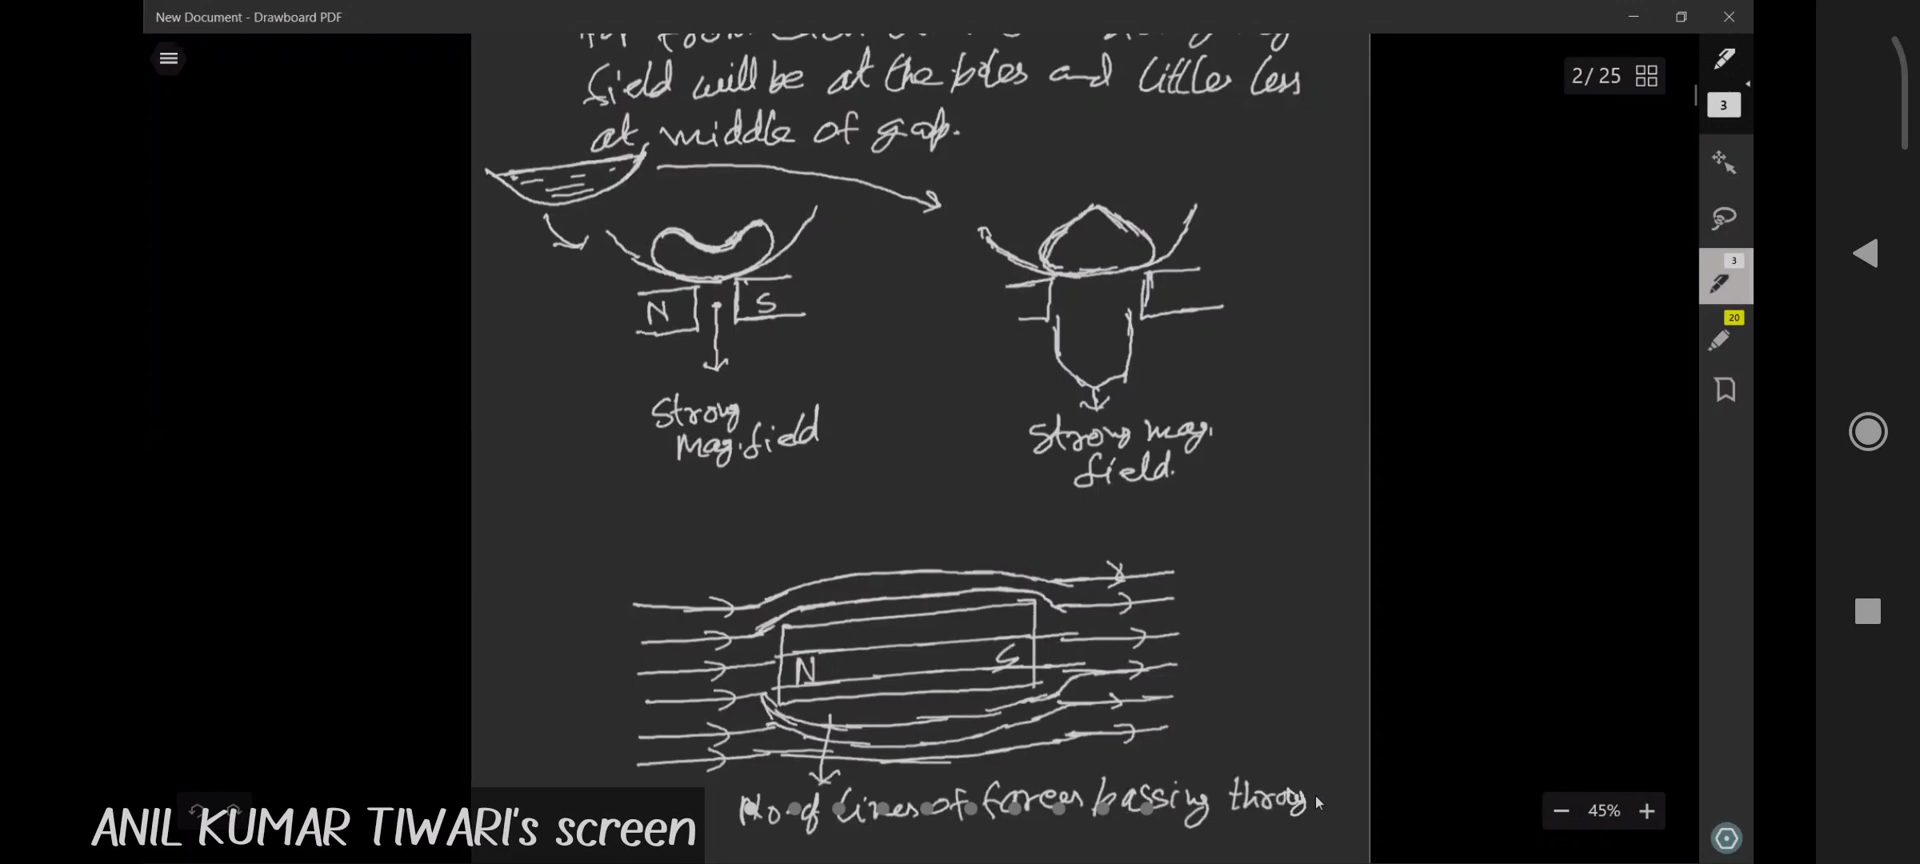 New Document - Drawboard PDF
2/ 25
3
field will be at the poles and little less
at middle of gap.
3
N S
20
Strong
Mag. field
Strong mag.
field.
N S
No. of lines of forces passing throug
45%
ANIL KUMAR TIWARI's screen